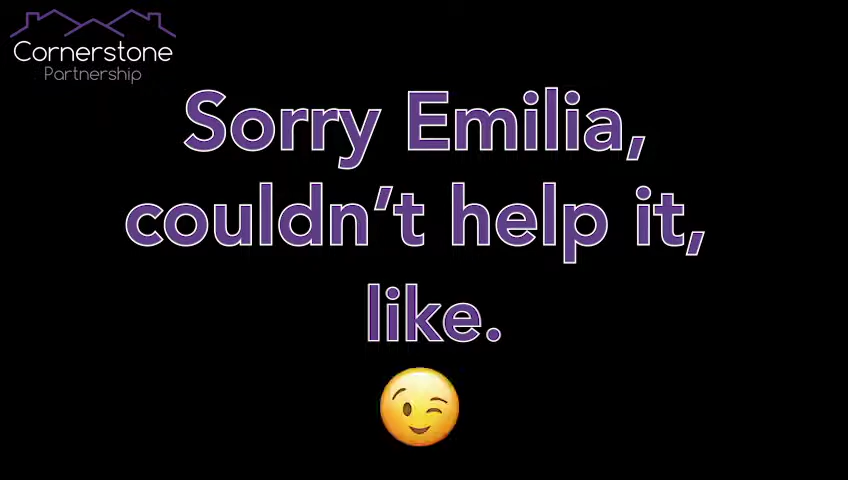 Cornerstone
Partnership
Sorry Emilia,
couldn’t help it,
like.